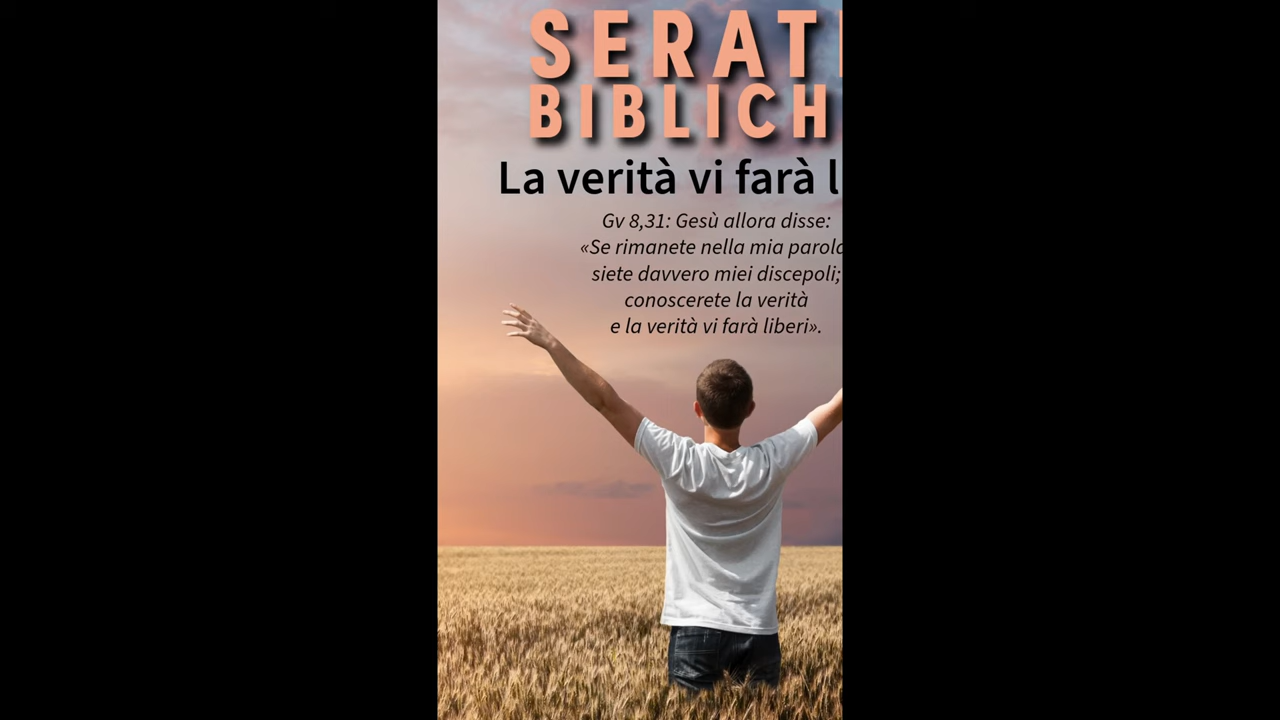 SERAT
BIBLICH
La verità vi farà l
Gv 8,31: Gesù allora disse:
«Se rimanete nella mia parola
siete davvero miei discepoli;
conoscerete la verità
e la verità vi farà liberi».